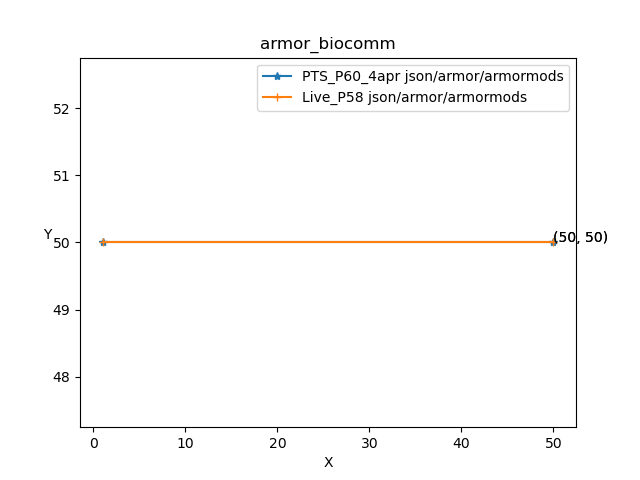 armor_biocomm
PTS_P60_4apr json/armor/armormods
Live_P58 json/armor/armormods
52
51
Y
50
(50, 50)
49
48
0
10
20
30
40
50
X